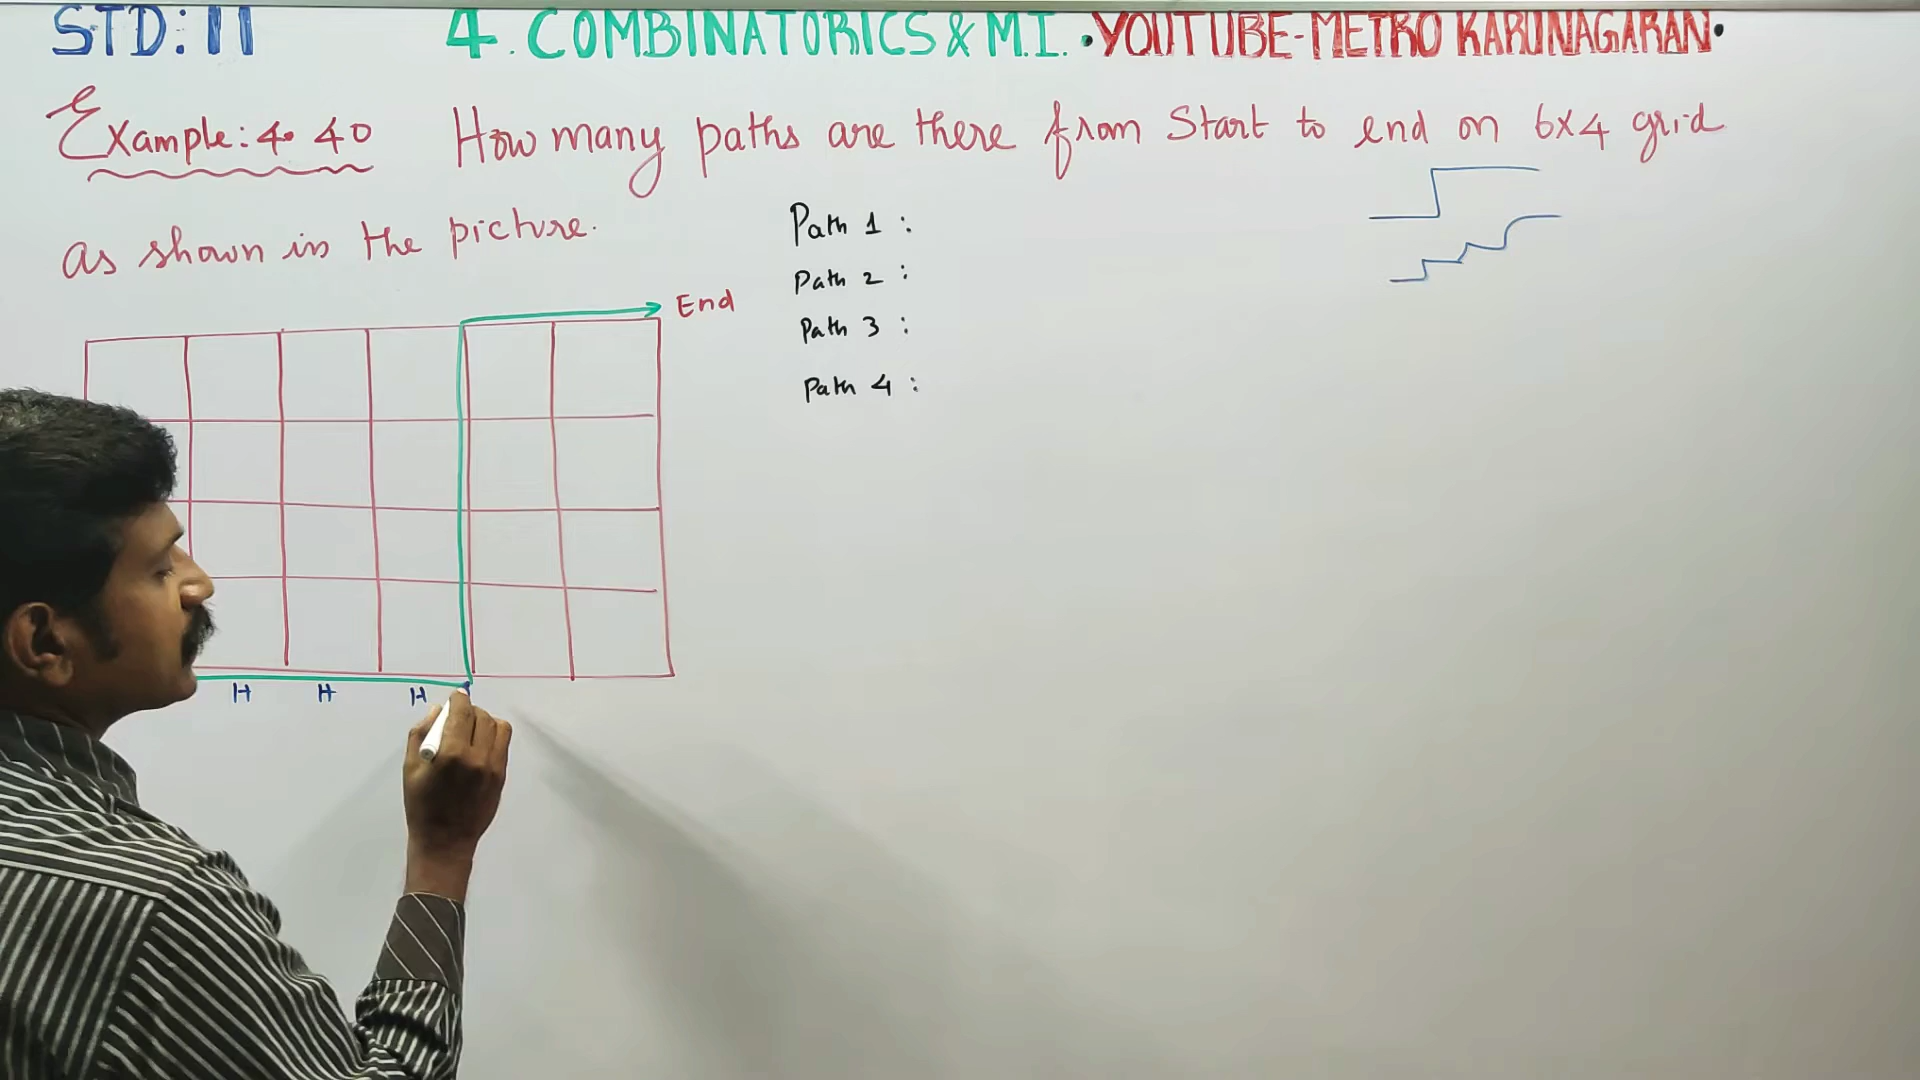 STD: 11 4. COMBINATORICS & M.I. •YOUTUBE-METRO KARUNAGARAN•
Example: 4.40 How many paths are there from Start to end on 6x4 grid
as shown in the picture.
Path 1 :
Path 2 :
Path 3 :
Path 4 :
End
H H H